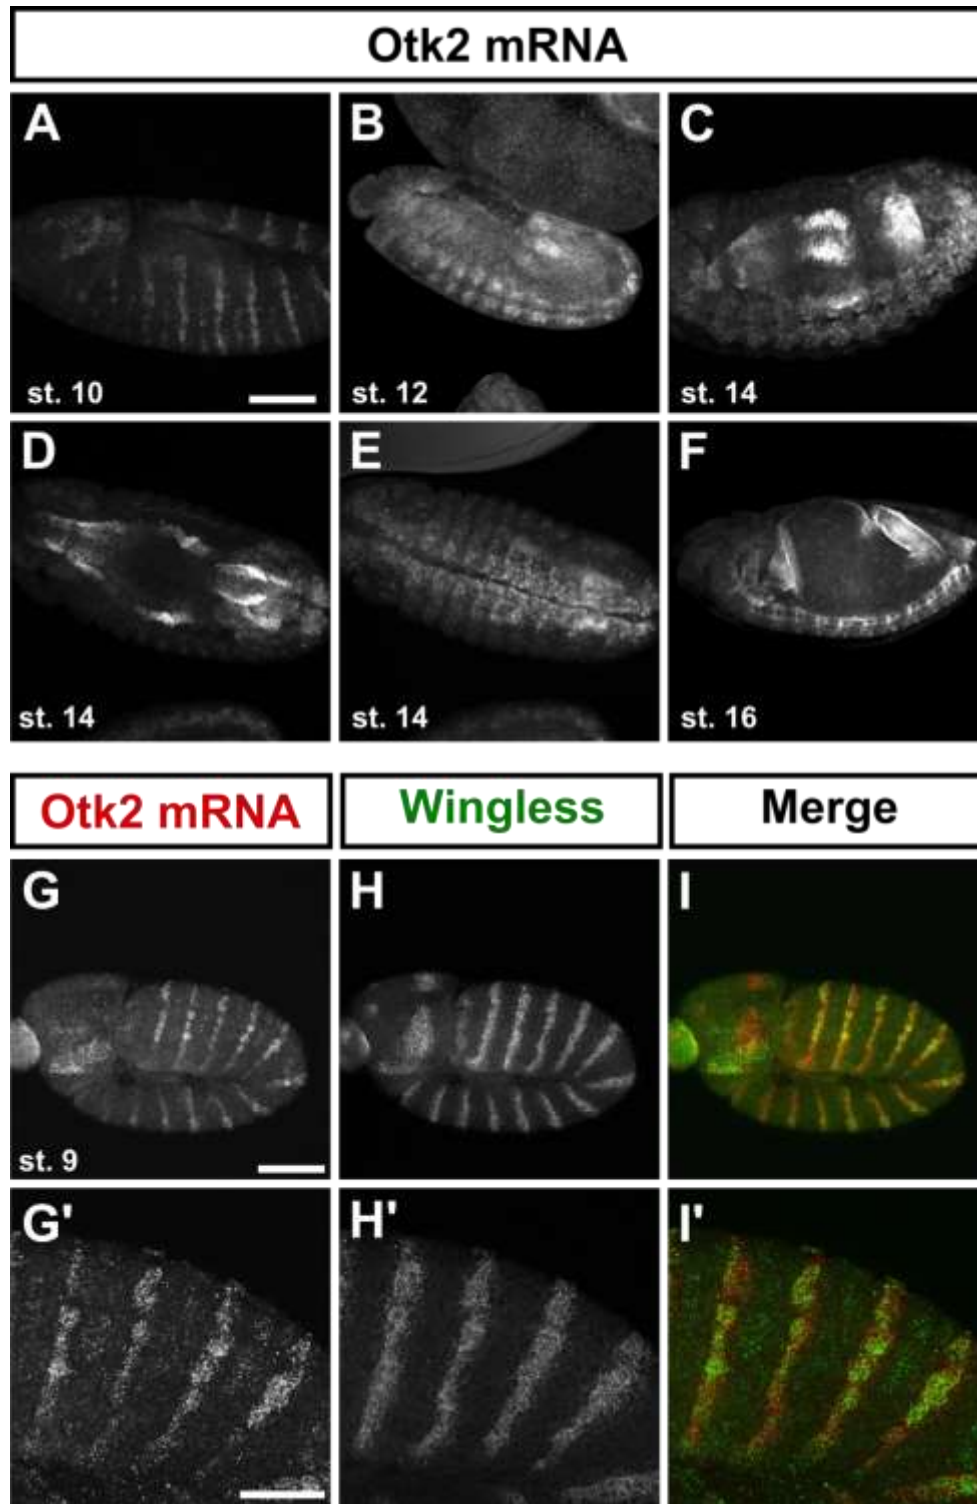 Otk2 mRNA
A
B
C
st. 10
st. 12
st. 14
D
E
F
st. 14
st. 14
st. 16
Otk2 mRNA
Wingless
Merge
G
H
I
st. 9
G'
H'
I'